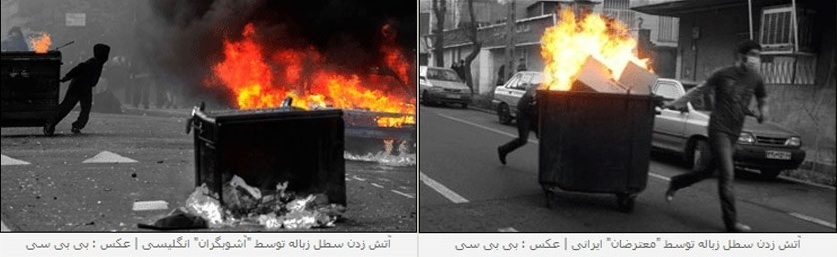 آتش زدن سطل زباله توسط "معترضان" ایرانی | عکس : بی بی سی
آتش زدن سطل زباله توسط "آشوبگران" انگلیسی | عکس : بی بی سی